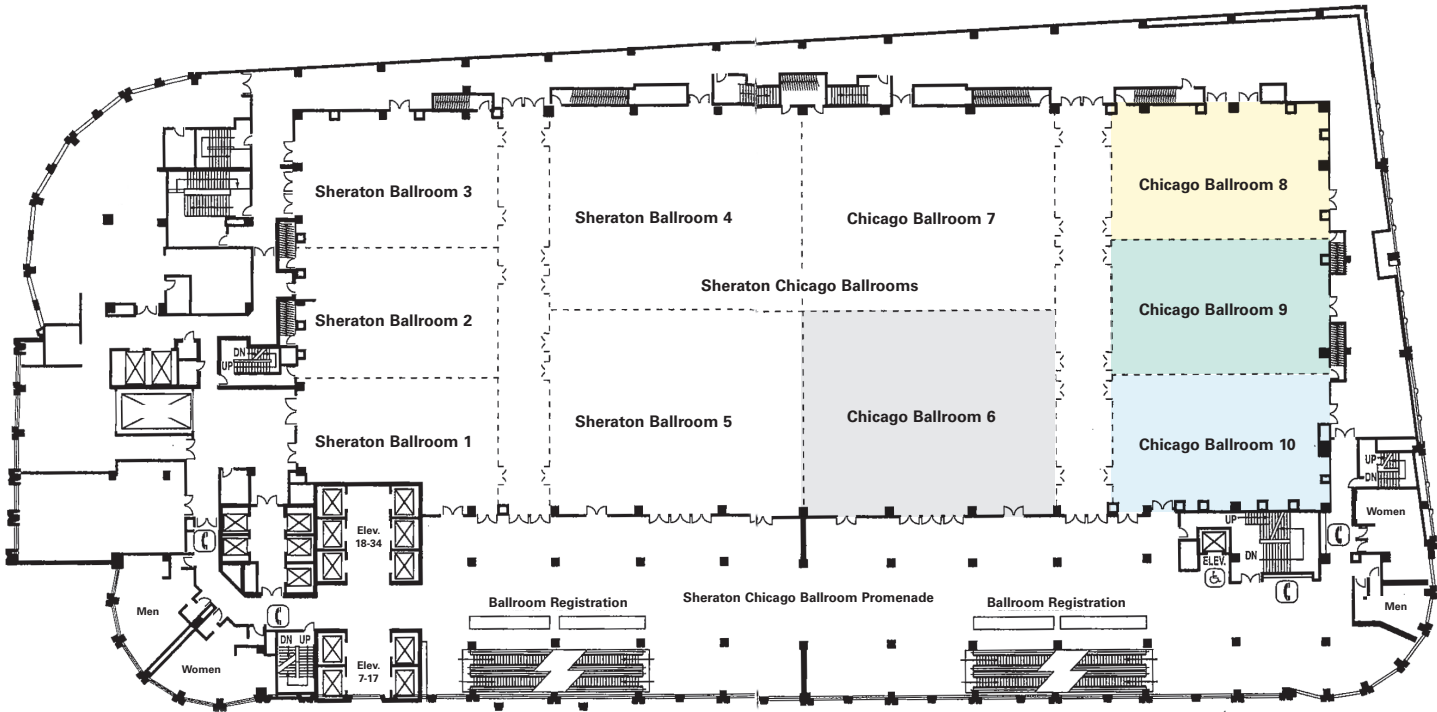 Sheraton Ballroom 3
Sheraton Ballroom 4
Chicago Ballroom 7
Chicago Ballroom 8
Sheraton Chicago Ballrooms
Sheraton Ballroom 2
Chicago Ballroom 9
DN
UP
Sheraton Ballroom 1
Sheraton Ballroom 5
Chicago Ballroom 6
Chicago Ballroom 10
UP
DN
Women
Elev.
18-34
UP
DN
ELEV.
Men
Women
DN UP
Elev.
7-17
Ballroom Registration
Sheraton Chicago Ballroom Promenade
Ballroom Registration
Men